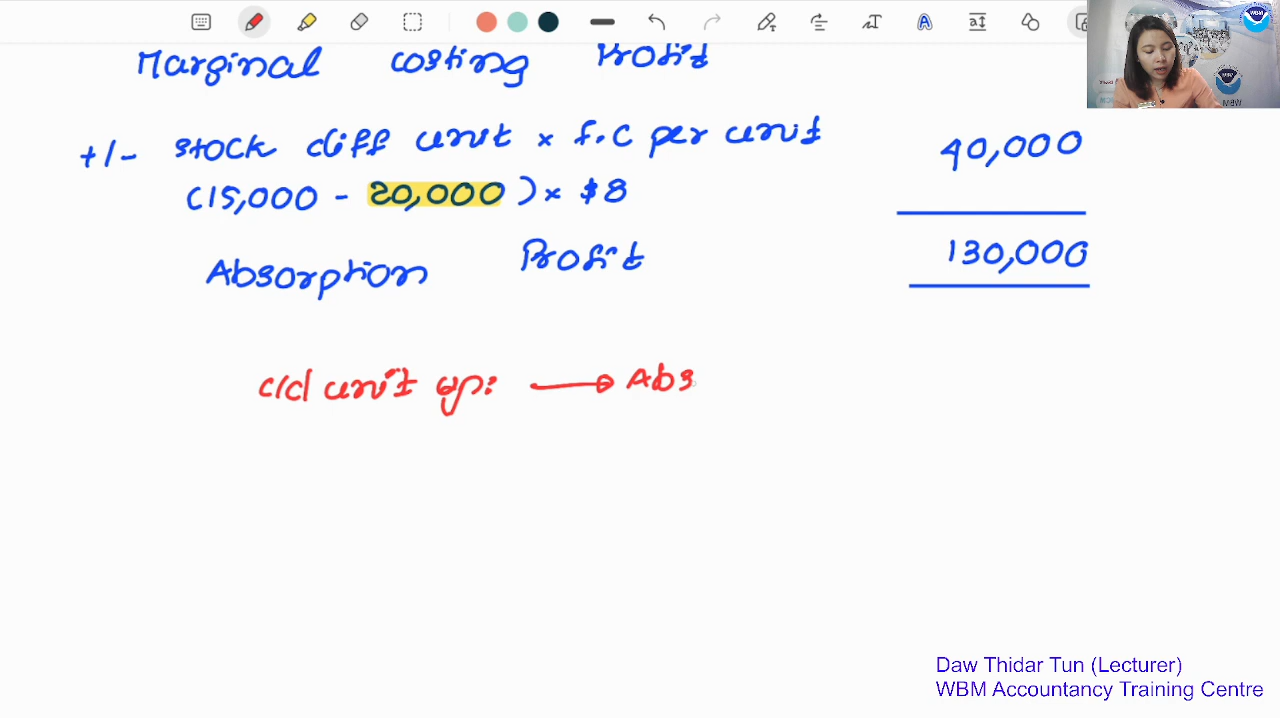 Marginal costing Profit
+/- stock diff unit × f.c per unit 40,000
(15,000 - 20,000) × $8
Absorption Profit 130,000
c/d unit များ → Abs
Daw Thidar Tun (Lecturer)
WBM Accountancy Training Centre